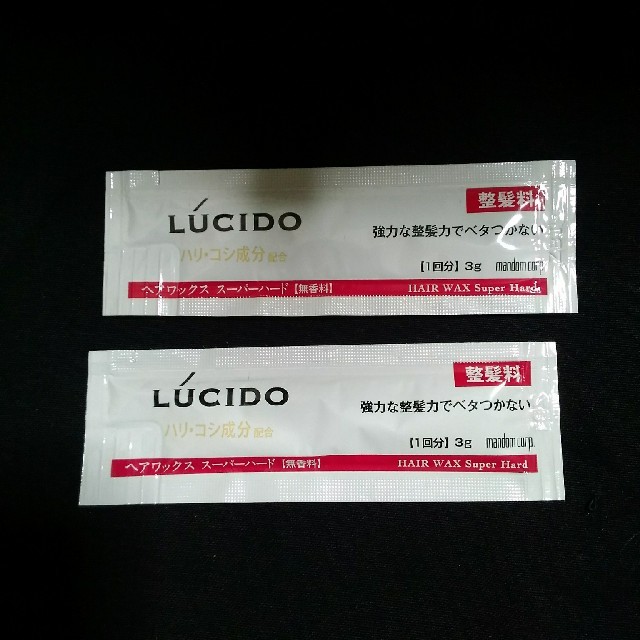 LÚCIDO
整髪料
ハリ・コシ成分配合
強力な整髪力でベタつかない
【1回分】3g mandom corp.
ヘアワックス スーパーハード【無香料】 HAIR WAX Super Hard
LÚCIDO
整髪料
ハリ・コシ成分配合
強力な整髪力でベタつかない
【1回分】3g mandom corp.
ヘアワックス スーパーハード【無香料】 HAIR WAX Super Hard